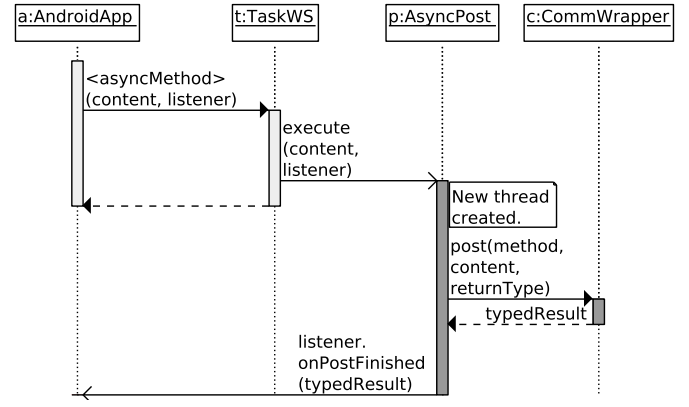 a:AndroidApp
t:TaskWS
p:AsyncPost
c:CommWrapper
<asyncMethod>
(content, listener)
execute
(content,
listener)
New thread
created.
post(method,
content,
returnType)
typedResult
listener.
onPostFinished
(typedResult)